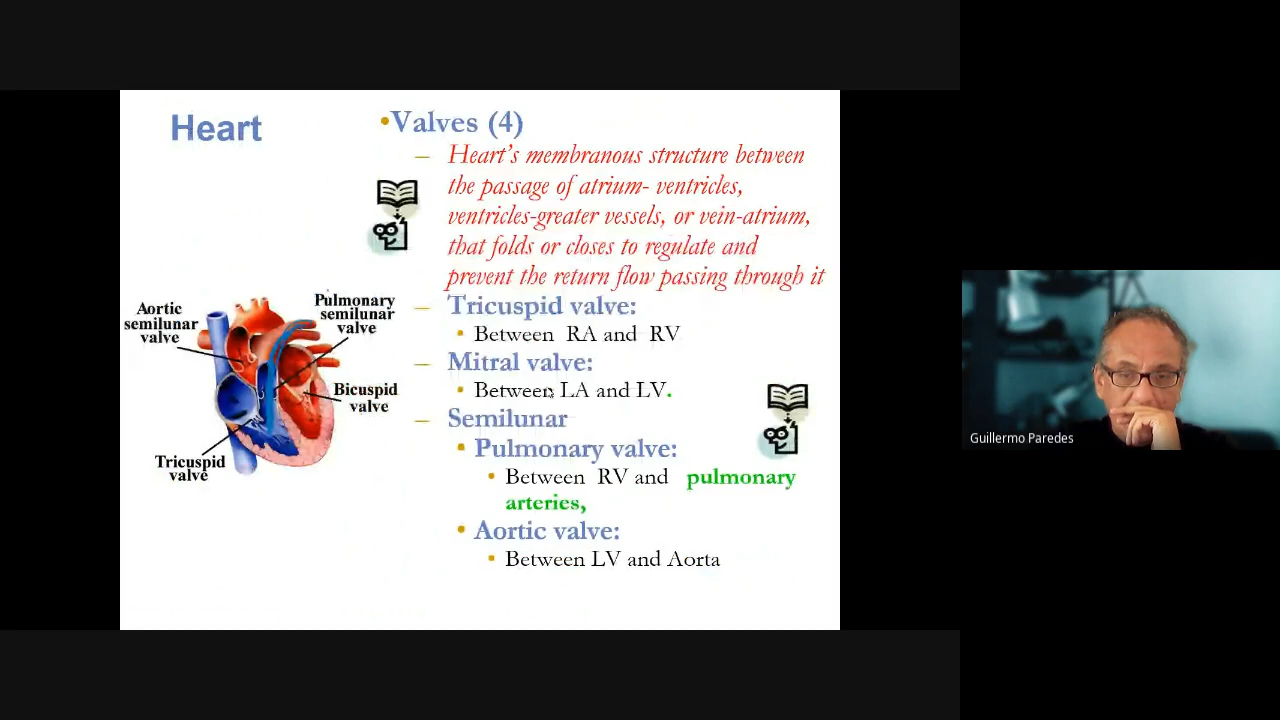 Heart
•Valves (4)
– Heart's membranous structure between
the passage of atrium- ventricles,
ventricles-greater vessels, or vein-atrium,
that folds or closes to regulate and
prevent the return flow passing through it
– Tricuspid valve:
• Between RA and RV
– Mitral valve:
• Between LA and LV.
– Semilunar
• Pulmonary valve:
• Between RV and pulmonary
arteries,
• Aortic valve:
• Between LV and Aorta
Aortic
semilunar
valve
Pulmonary
semilunar
valve
Bicuspid
valve
Tricuspid
valve
Guillermo Paredes